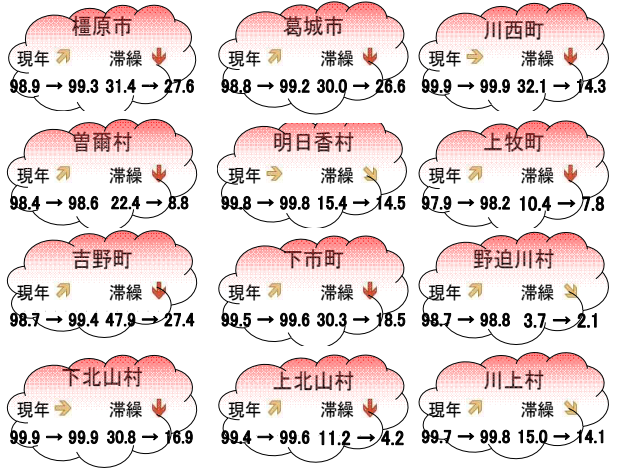 橿原市
現年 滞繰
98.9 → 99.3 31.4 → 27.6
葛城市
現年 滞繰
98.8 → 99.2 30.0 → 26.6
川西町
現年 滞繰
99.9 → 99.9 32.1 → 14.3
曽爾村
現年 滞繰
98.4 → 98.6 22.4 → 8.8
明日香村
現年 滞繰
99.8 → 99.8 15.4 → 14.5
上牧町
現年 滞繰
97.9 → 98.2 10.4 → 7.8
吉野町
現年 滞繰
98.7 → 99.4 47.9 → 27.4
下市町
現年 滞繰
99.5 → 99.6 30.3 → 18.5
野迫川村
現年 滞繰
98.7 → 98.8 3.7 → 2.1
下北山村
現年 滞繰
99.9 → 99.9 30.8 → 16.9
上北山村
現年 滞繰
99.4 → 99.6 11.2 → 4.2
川上村
現年 滞繰
99.7 → 99.8 15.0 → 14.1